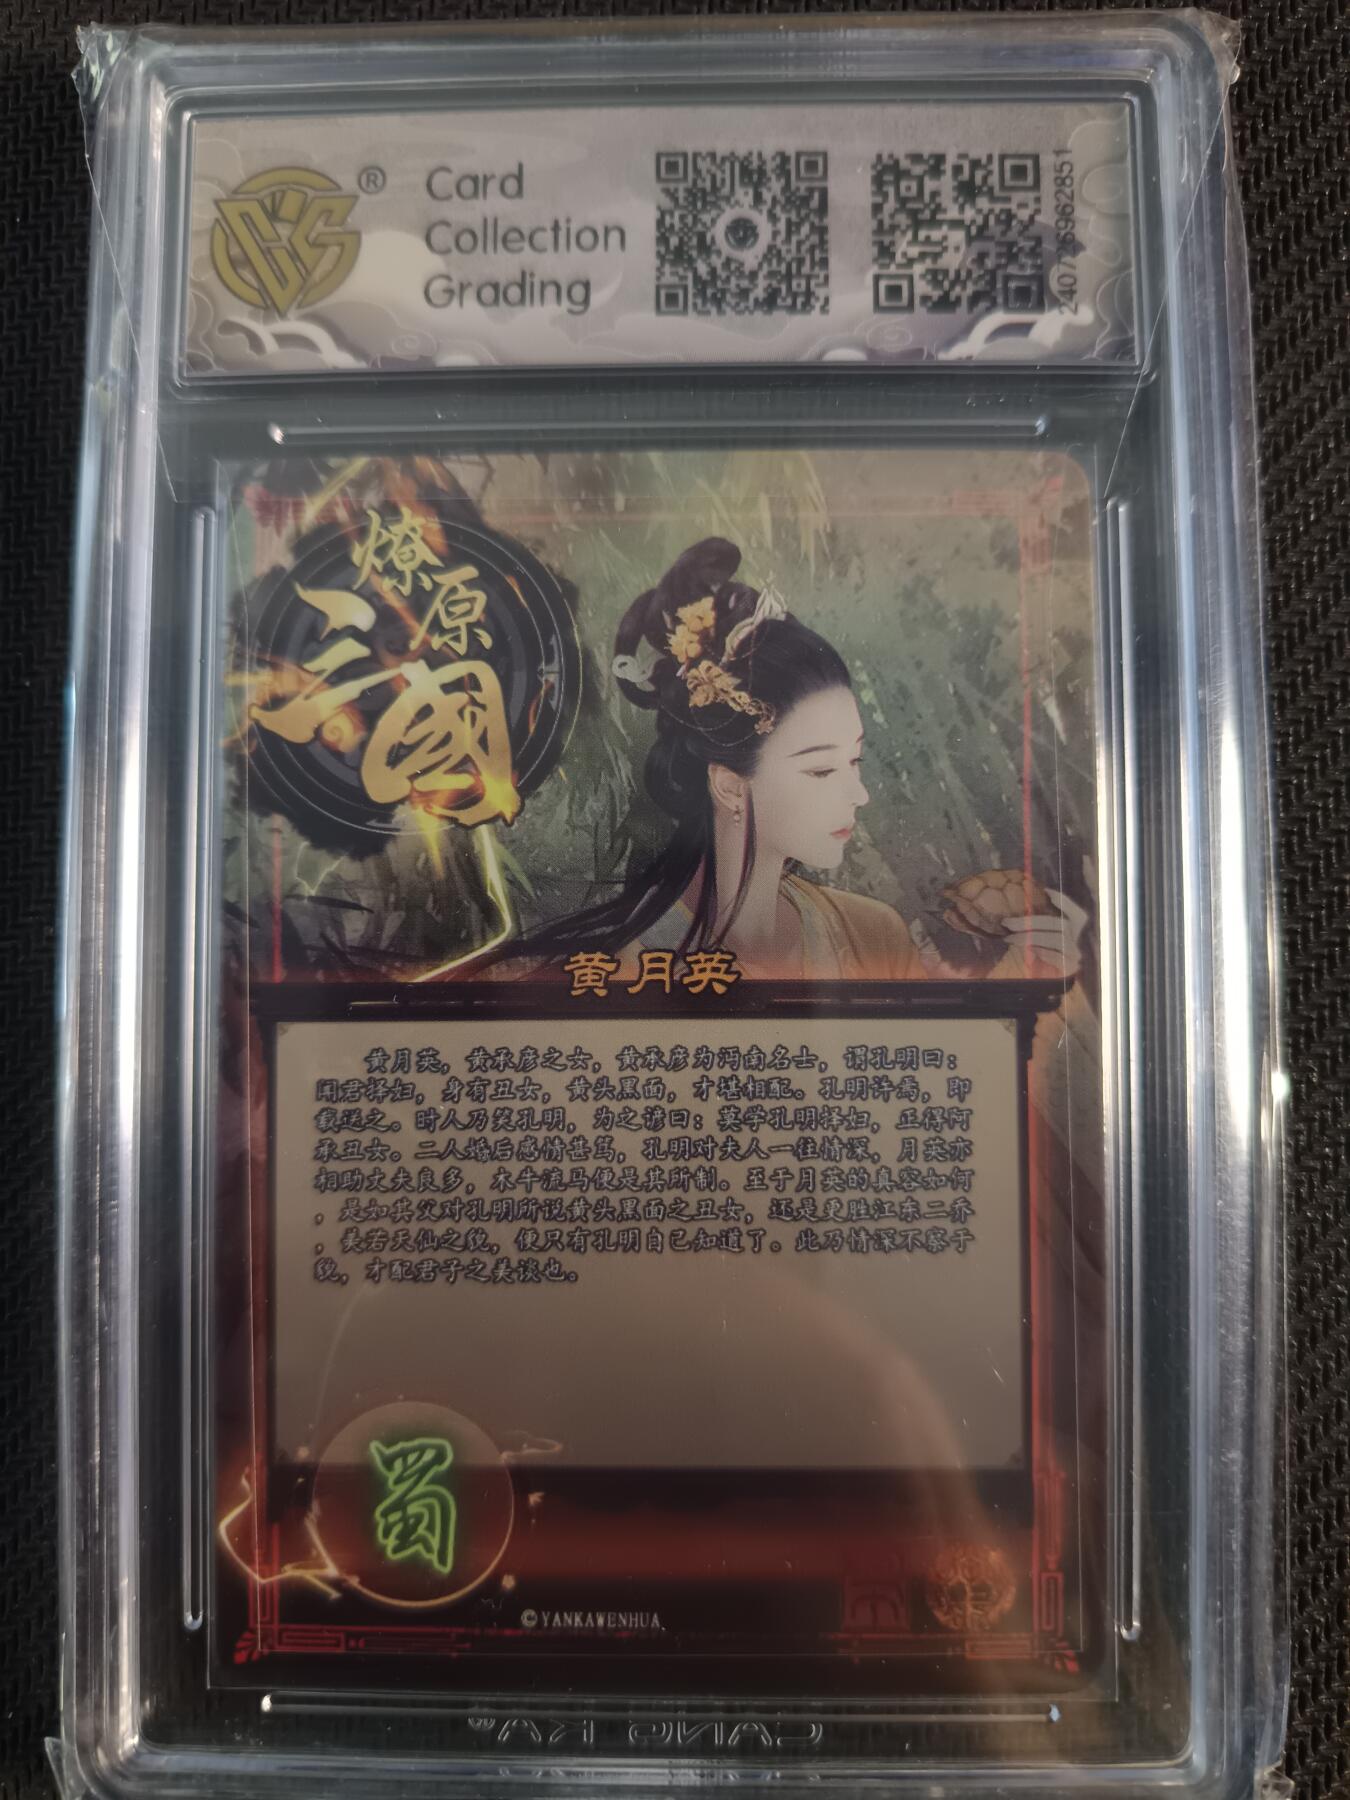 ®
Card
Collection
Grading
燎原
三國
黄月英
黄月英，黄承彦之女，黄承彦为沔南名士，谓孔明曰：
闻君择妇，身有丑女，黄头黑面，才堪相配。孔明许焉，即
载送之。时人乃笑孔明，为之谚曰：莫学孔明择妇，正得阿
承丑女。二人婚后感情甚笃，孔明对夫人一往情深，月英亦
相助丈夫良多，木牛流马便是其所制。至于月英的真容如何
，是如其父对孔明所说黄头黑面之丑女，还是更胜江东二乔
，美若天仙之貌，便只有孔明自己知道了。此乃情深不察于
貌，才配君子之美谈也。
蜀
©YANKAWENHUA